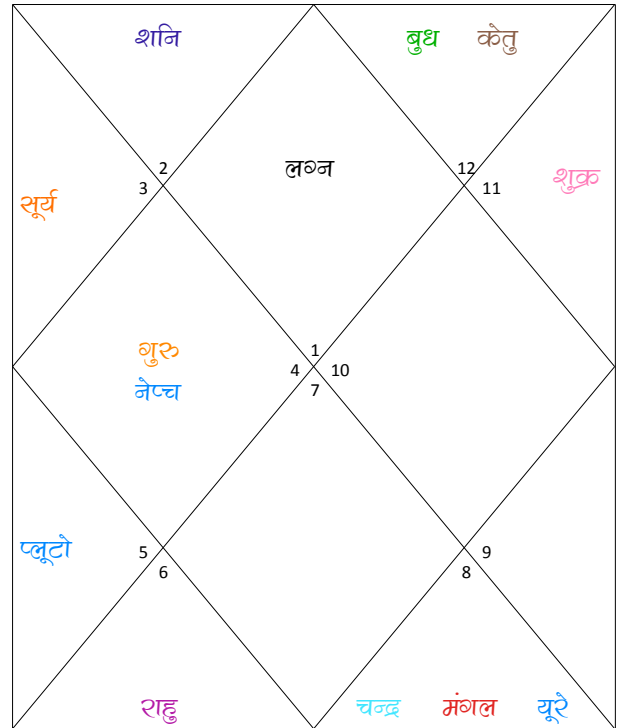 शनि
बुध केतु
2 लग्न 12
3 11
सूर्य शुक्र
गुरु 1
4 10
नेप्च 7
प्लूटो 5 9
6 8
राहु चन्द्र मंगल यूरे